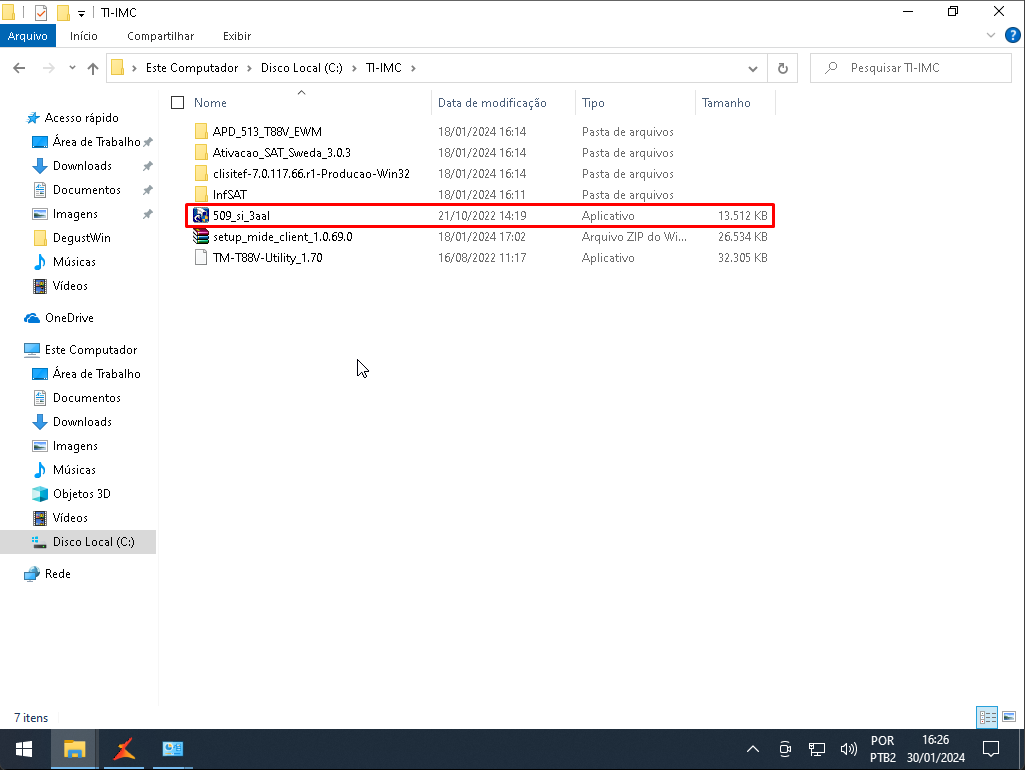 TI-IMC
Arquivo Início Compartilhar Exibir
Este Computador Disco Local (C:) TI-IMC Pesquisar TI-IMC
Nome Data de modificação Tipo Tamanho
APD_513_T88V_EWM 18/01/2024 16:14 Pasta de arquivos
Ativacao_SAT_Sweda_3.0.3 18/01/2024 16:14 Pasta de arquivos
clisitef-7.0.117.66.r1-Producao-Win32 18/01/2024 16:14 Pasta de arquivos
InfSAT 18/01/2024 16:11 Pasta de arquivos
509_si_3aal 21/10/2022 14:19 Aplicativo 13.512 KB
setup_mide_client_1.0.69.0 18/01/2024 17:02 Arquivo ZIP do Wi... 26.534 KB
TM-T88V-Utility_1.70 16/08/2022 11:17 Aplicativo 32.305 KB
Acesso rápido
Área de Trabalho
Downloads
Documentos
Imagens
DegustWin
Músicas
Vídeos
OneDrive
Este Computador
Área de Trabalho
Documentos
Downloads
Imagens
Músicas
Objetos 3D
Vídeos
Disco Local (C:)
Rede
7 itens
POR 16:26
PTB2 30/01/2024